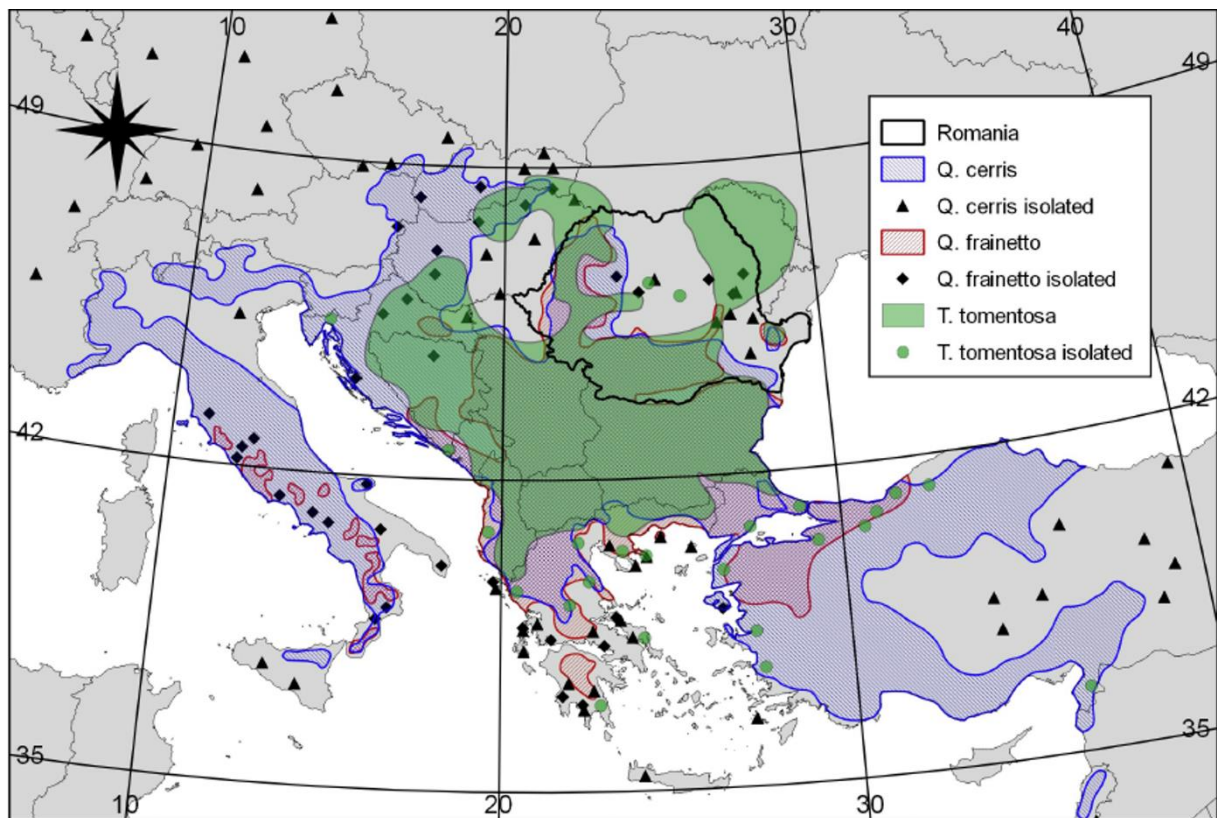 10
20
30
40
49
49
Romania
Q. cerris
Q. cerris isolated
Q. frainetto
Q. frainetto isolated
T. tomentosa
T. tomentosa isolated
42
42
35
35
10
20
30